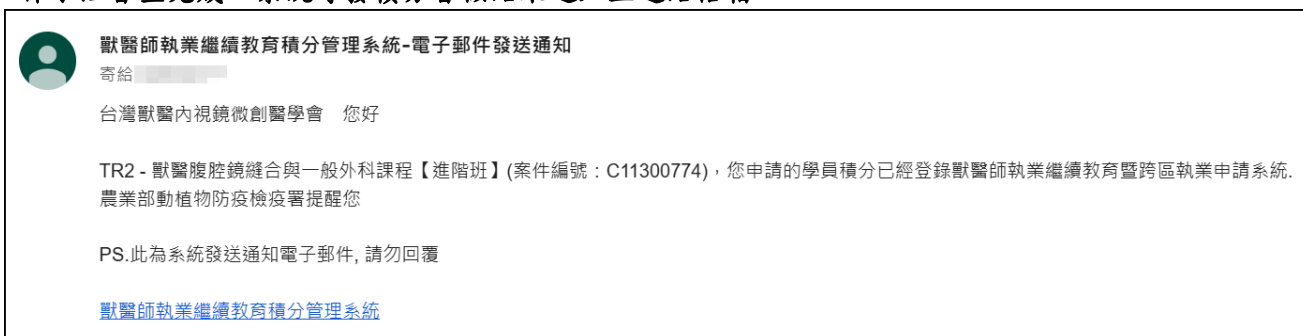 獸醫師執業繼續教育積分管理系統-電子郵件發送通知
寄給
台灣獸醫內視鏡微創醫學會 您好
TR2 - 獸醫腹腔鏡縫合與一般外科課程【進階班】(案件編號：C11300774)，您申請的學員積分已經登錄獸醫師執業繼續教育暨跨區執業申請系統.
農業部動植物防疫檢疫署提醒您
PS.此為系統發送通知電子郵件, 請勿回覆
獸醫師執業繼續教育積分管理系統